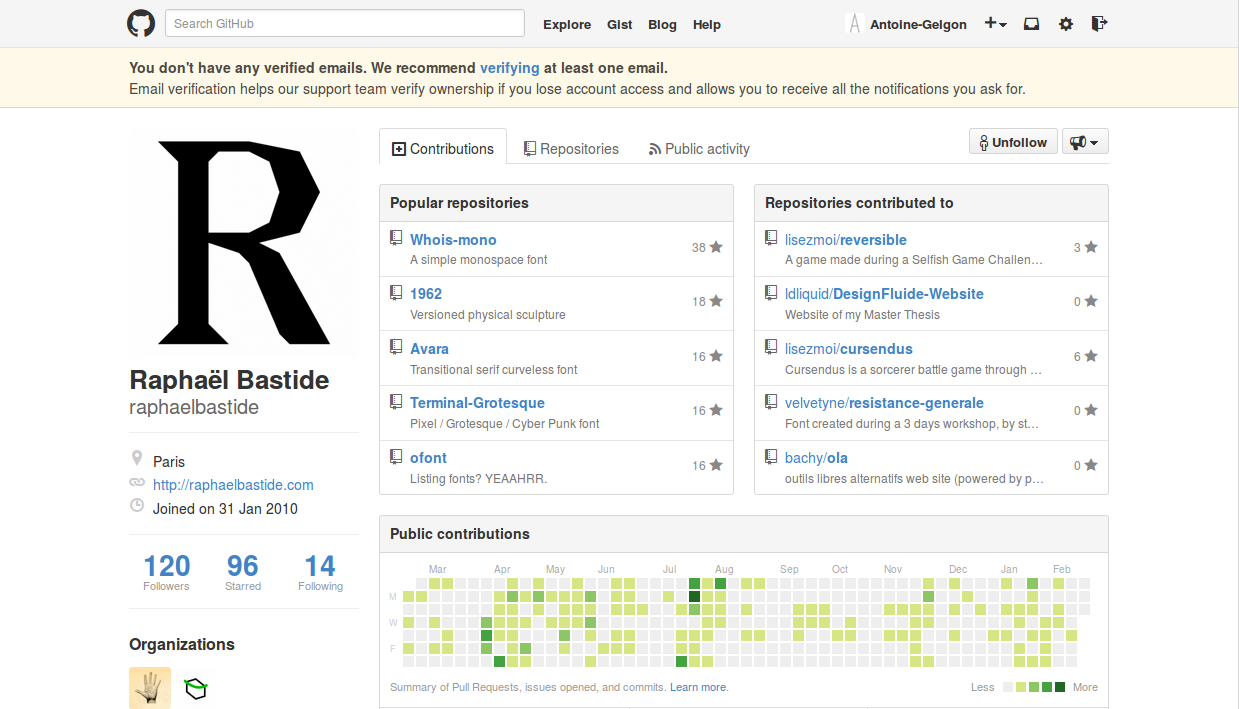 Search GitHub
Explore Gist Blog Help
Antoine-Gelgon
You don't have any verified emails. We recommend verifying at least one email.
Email verification helps our support team verify ownership if you lose account access and allows you to receive all the notifications you ask for.
R
Raphaël Bastide
raphaelbastide
Paris
http://raphaelbastide.com
Joined on 31 Jan 2010
120 96 14
Followers Starred Following
Organizations
Contributions Repositories Public activity
Unfollow
Popular repositories
Whois-mono
A simple monospace font
38
1962
Versioned physical sculpture
18
Avara
Transitional serif curveless font
16
Terminal-Grotesque
Pixel / Grotesque / Cyber Punk font
16
ofont
Listing fonts? YEAAHRR.
16
Repositories contributed to
lisezmoi/reversible
A game made during a Selfish Game Challen…
3
ldliquid/DesignFluide-Website
Website of my Master Thesis
0
lisezmoi/cursendus
Cursendus is a sorcerer battle game through …
6
velvetyne/resistance-generale
Font created during a 3 days workshop, by st…
0
bachy/ola
outils libres alternatifs web site (powered by p…
0
Public contributions
Mar Apr May Jun Jul Aug Sep Oct Nov Dec Jan Feb
M
W
F
Summary of Pull Requests, issues opened, and commits. Learn more.
Less More